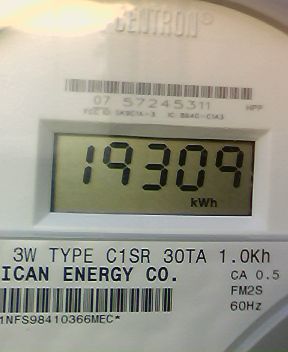 CENTRON®
07 57245311 HPP
19309
kWh
3W TYPE C1SR 30TA 1.0Kh
ICAN ENERGY CO.
CA 0.5
FM2S
60Hz
1NFS98410366MEC*